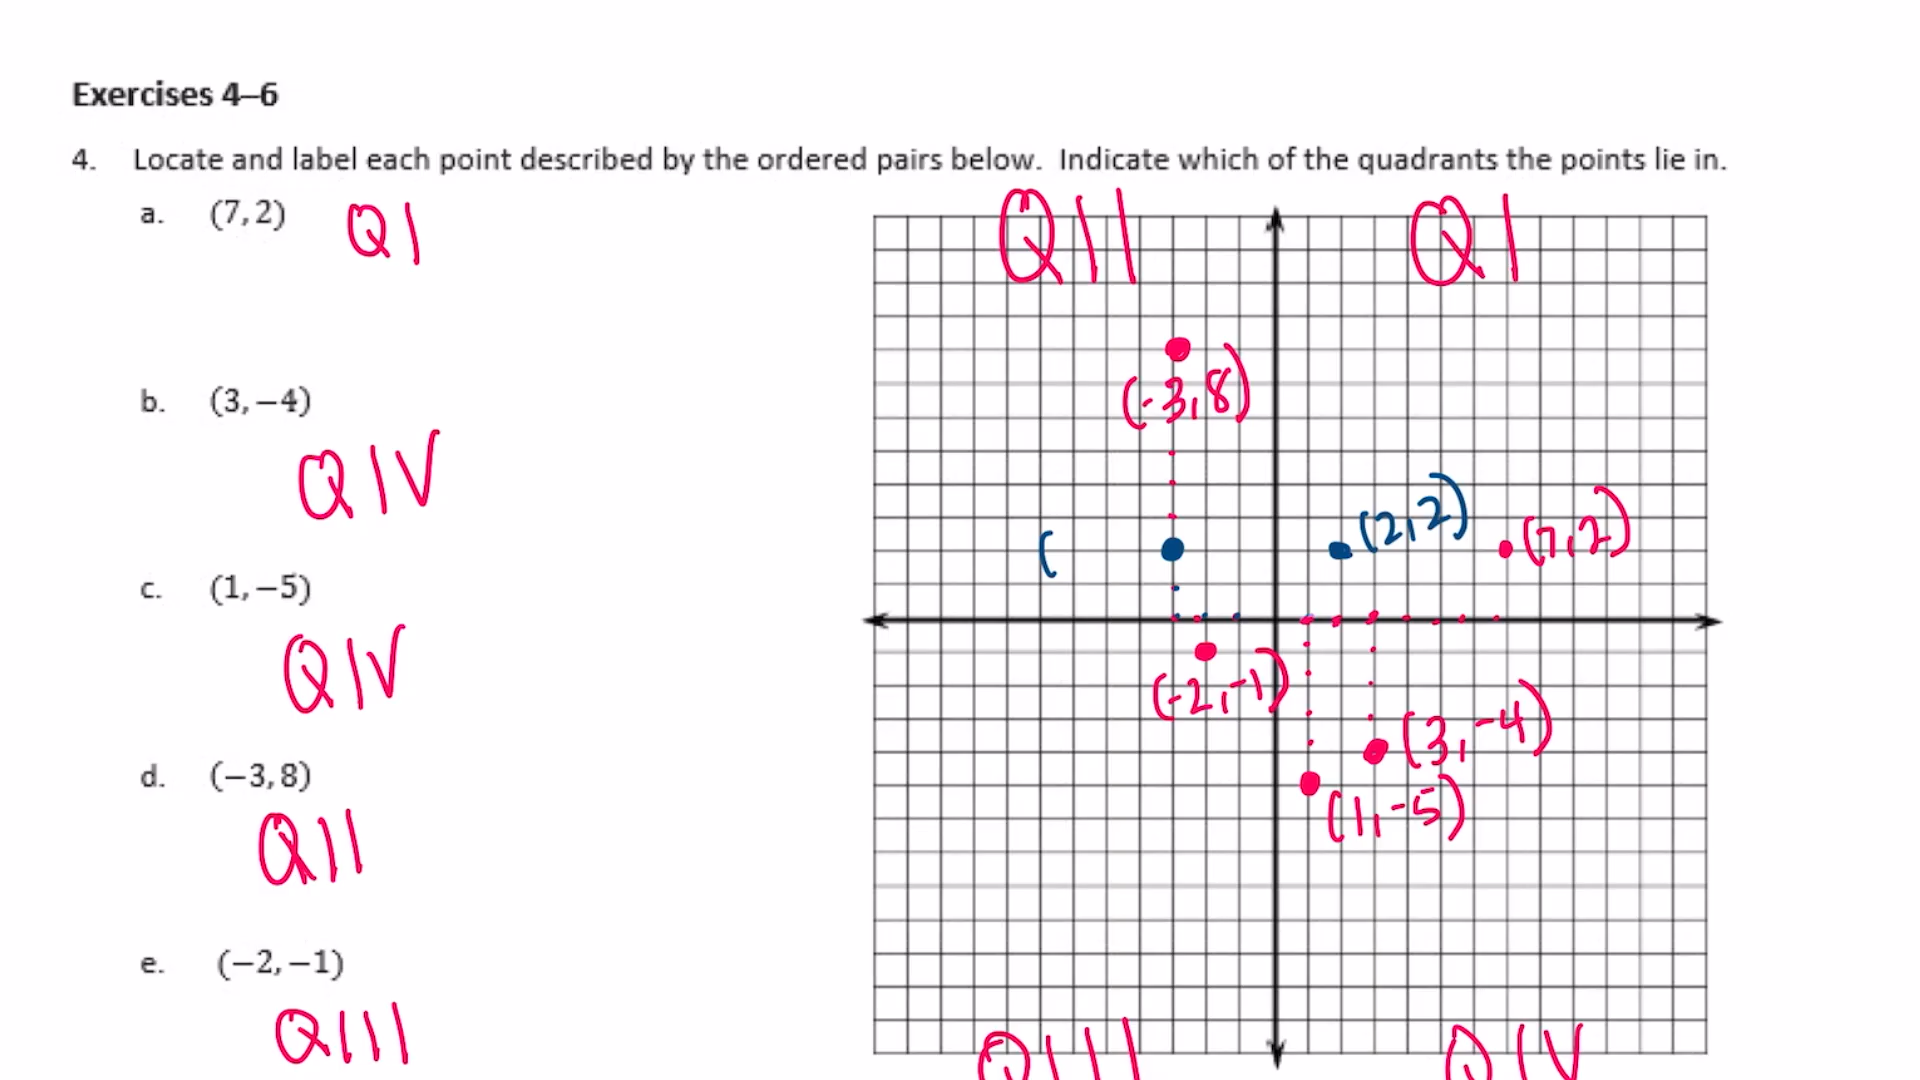 Exercises 4–6
4. Locate and label each point described by the ordered pairs below. Indicate which of the quadrants the points lie in.
a. (7, 2) QI
QII QI
(-3, 8)
b. (3, −4)
QIV
( (2, 2) (7, 2)
c. (1, −5)
QIV
(-2, -1)
(3, -4)
(1, -5)
d. (−3, 8)
QII
e. (−2, −1)
QIII
QIII QIV